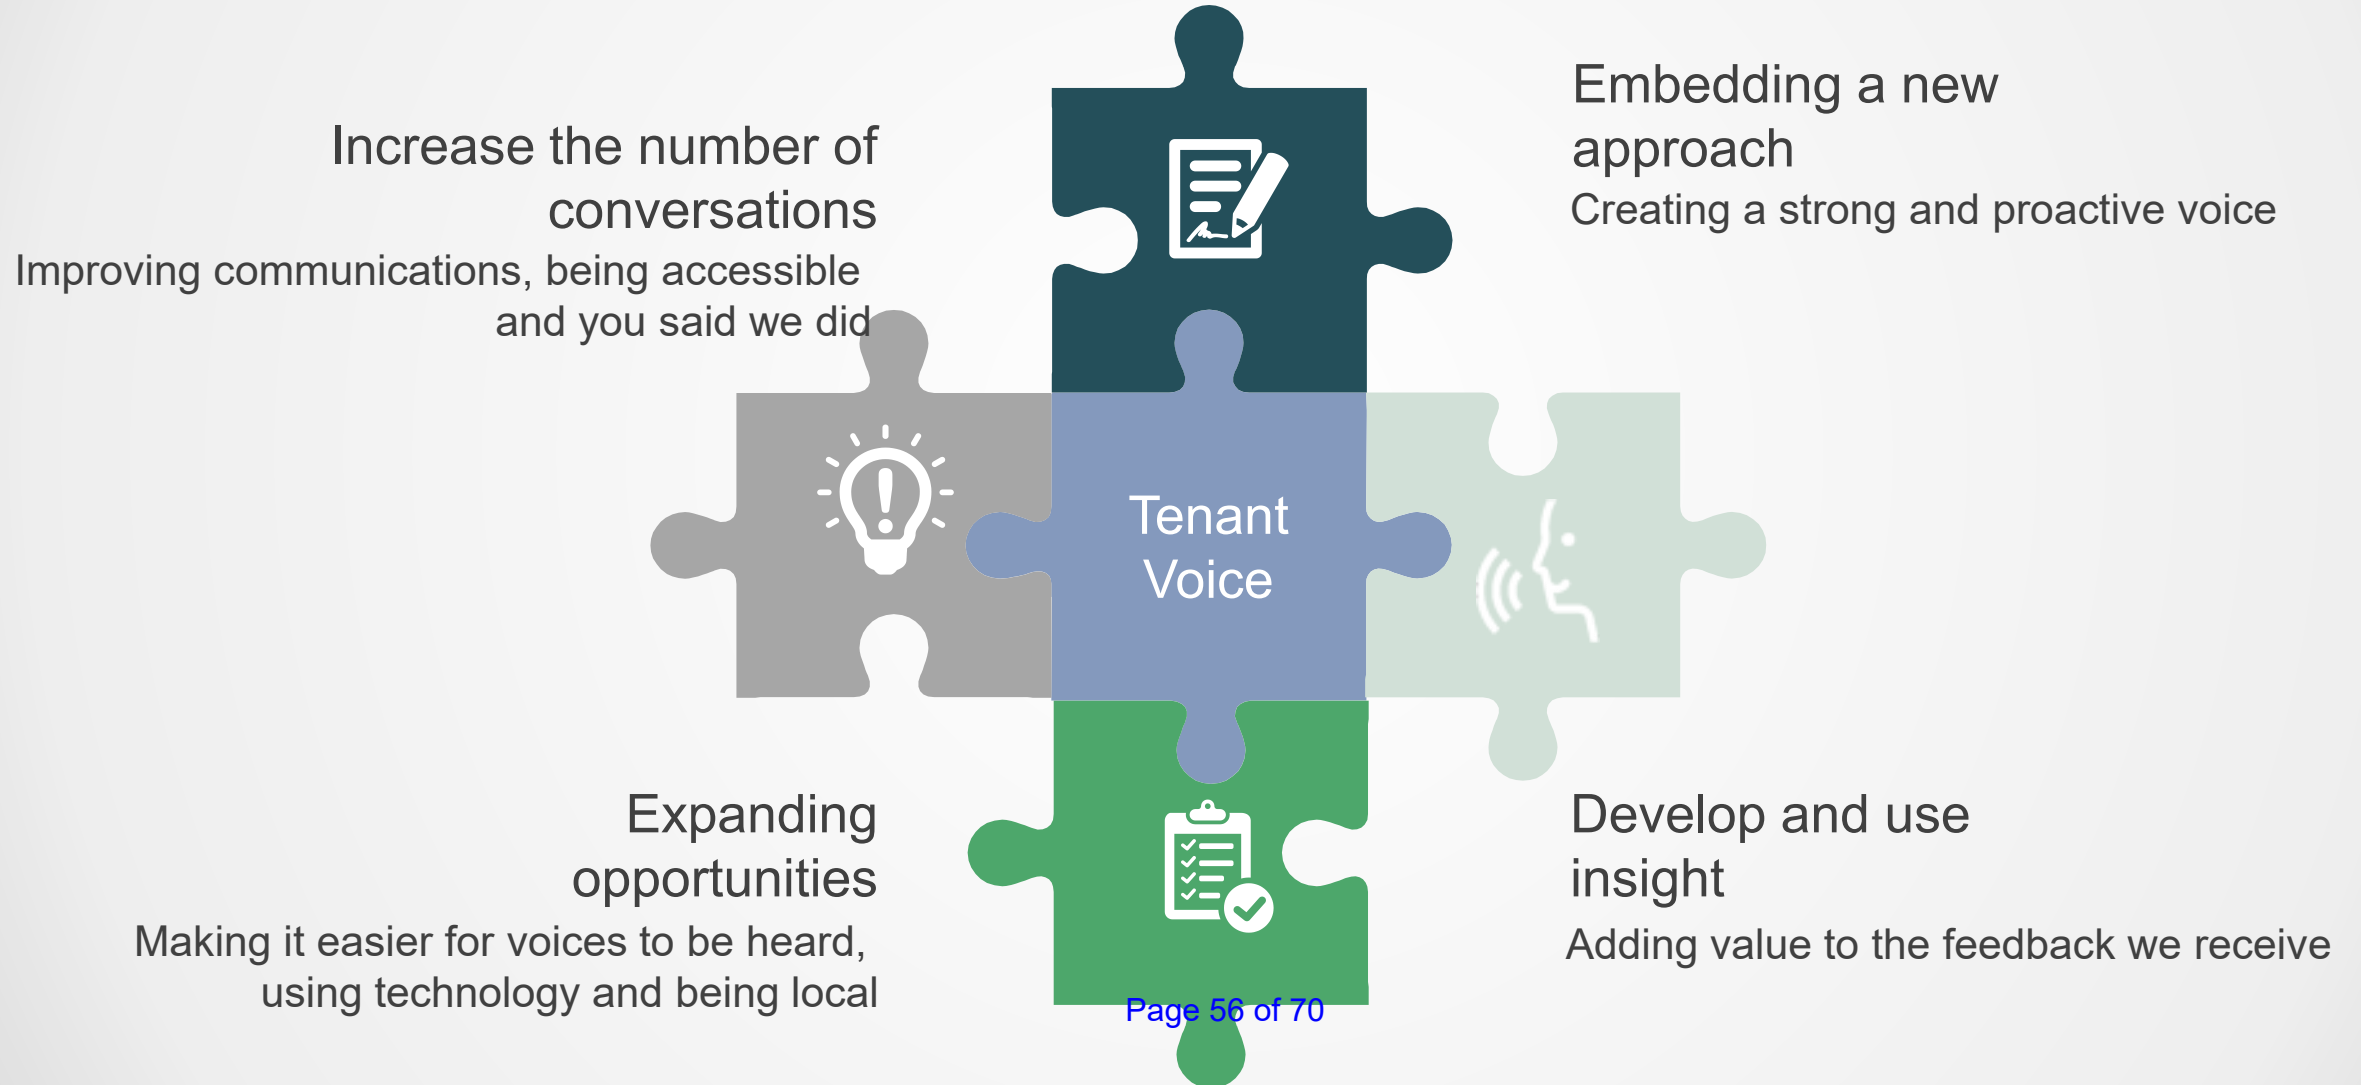 Increase the number of
conversations
Improving communications, being accessible
and you said we did
Embedding a new
approach
Creating a strong and proactive voice
Tenant
Voice
Expanding
opportunities
Making it easier for voices to be heard,
using technology and being local
Develop and use
insight
Adding value to the feedback we receive
Page 56 of 70